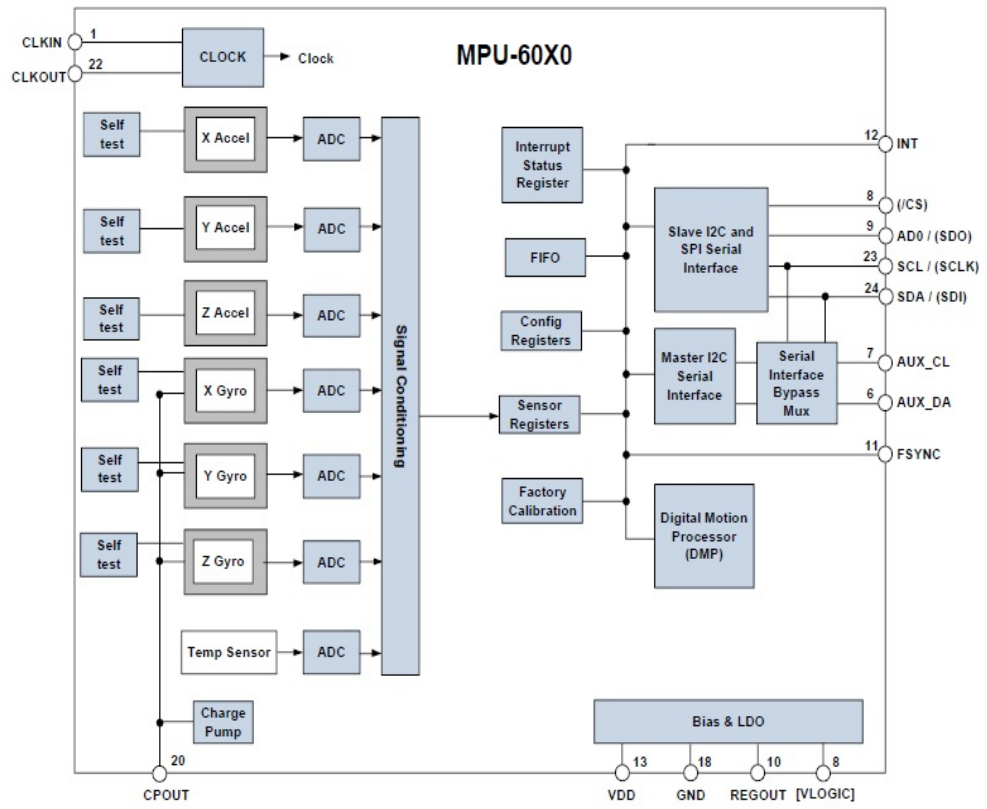 MPU-60X0
CLKIN
1
CLKOUT
22
CLOCK
Clock
Self
test
X Accel
ADC
Self
test
Y Accel
ADC
Self
test
Z Accel
ADC
Self
test
X Gyro
ADC
Self
test
Y Gyro
ADC
Self
test
Z Gyro
ADC
Temp Sensor
ADC
Charge
Pump
20
CPOUT
Signal Conditioning
Interrupt
Status
Register
FIFO
Config
Registers
Sensor
Registers
Factory
Calibration
Slave I2C and
SPI Serial
Interface
Master I2C
Serial
Interface
Serial
Interface
Bypass
Mux
Digital Motion
Processor
(DMP)
12
INT
8
(/CS)
9
AD0 / (SDO)
23
SCL / (SCLK)
24
SDA / (SDI)
7
AUX_CL
6
AUX_DA
11
FSYNC
Bias & LDO
13
18
10
8
VDD
GND
REGOUT
[VLOGIC]